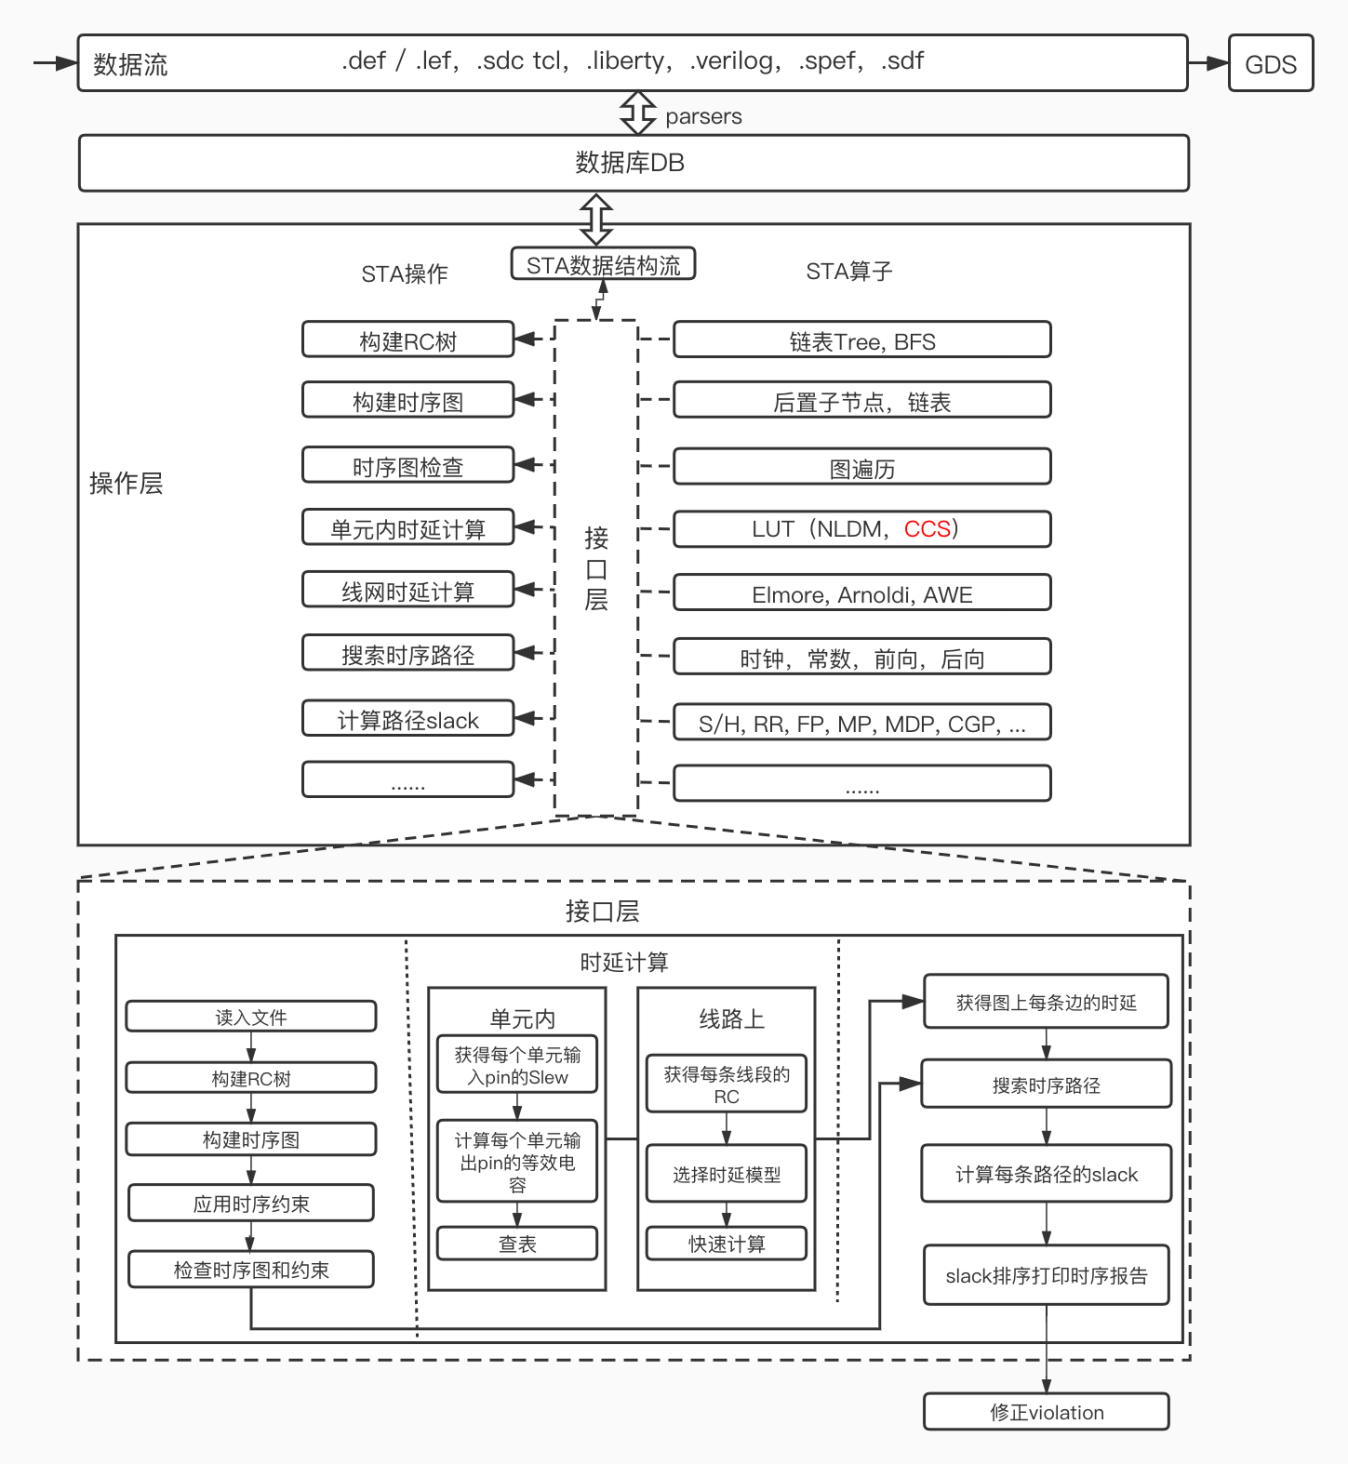 数据流
.def / .lef，.sdc tcl，.liberty，.verilog，.spef，.sdf
GDS
parsers
数据库DB
STA数据结构流
STA操作
STA算子
操作层
构建RC树
链表Tree, BFS
构建时序图
后置子节点，链表
时序图检查
图遍历
单元内时延计算
LUT（NLDM，CCS）
线网时延计算
Elmore, Arnoldi, AWE
搜索时序路径
时钟，常数，前向，后向
计算路径slack
S/H, RR, FP, MP, MDP, CGP, ...
......
......
接
口
层
接口层
读入文件
构建RC树
构建时序图
应用时序约束
检查时序图和约束
时延计算
单元内
获得每个单元输
入pin的Slew
计算每个单元输
出pin的等效电
容
查表
线路上
获得每条线段的
RC
选择时延模型
快速计算
获得图上每条边的时延
搜索时序路径
计算每条路径的slack
slack排序打印时序报告
修正violation